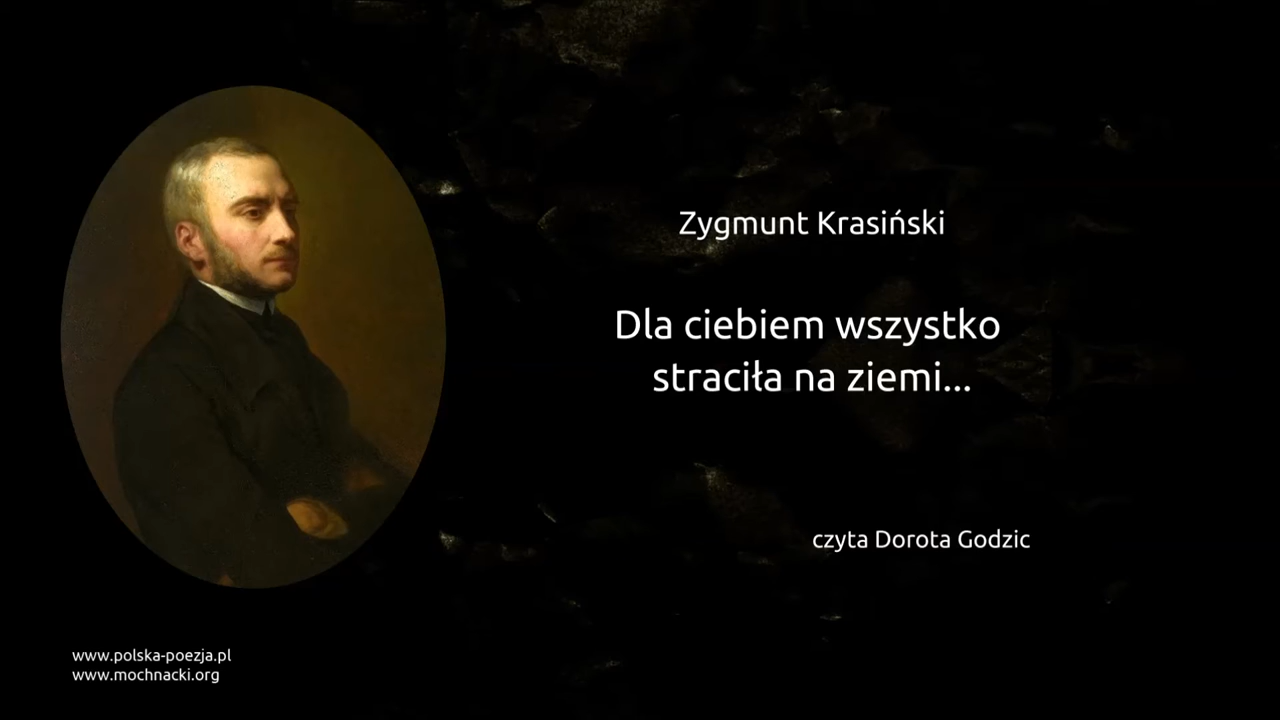 Zygmunt Krasiński
Dla ciebiem wszystko
straciła na ziemi...
czyta Dorota Godzic
www.polska-poezja.pl
www.mochnacki.org